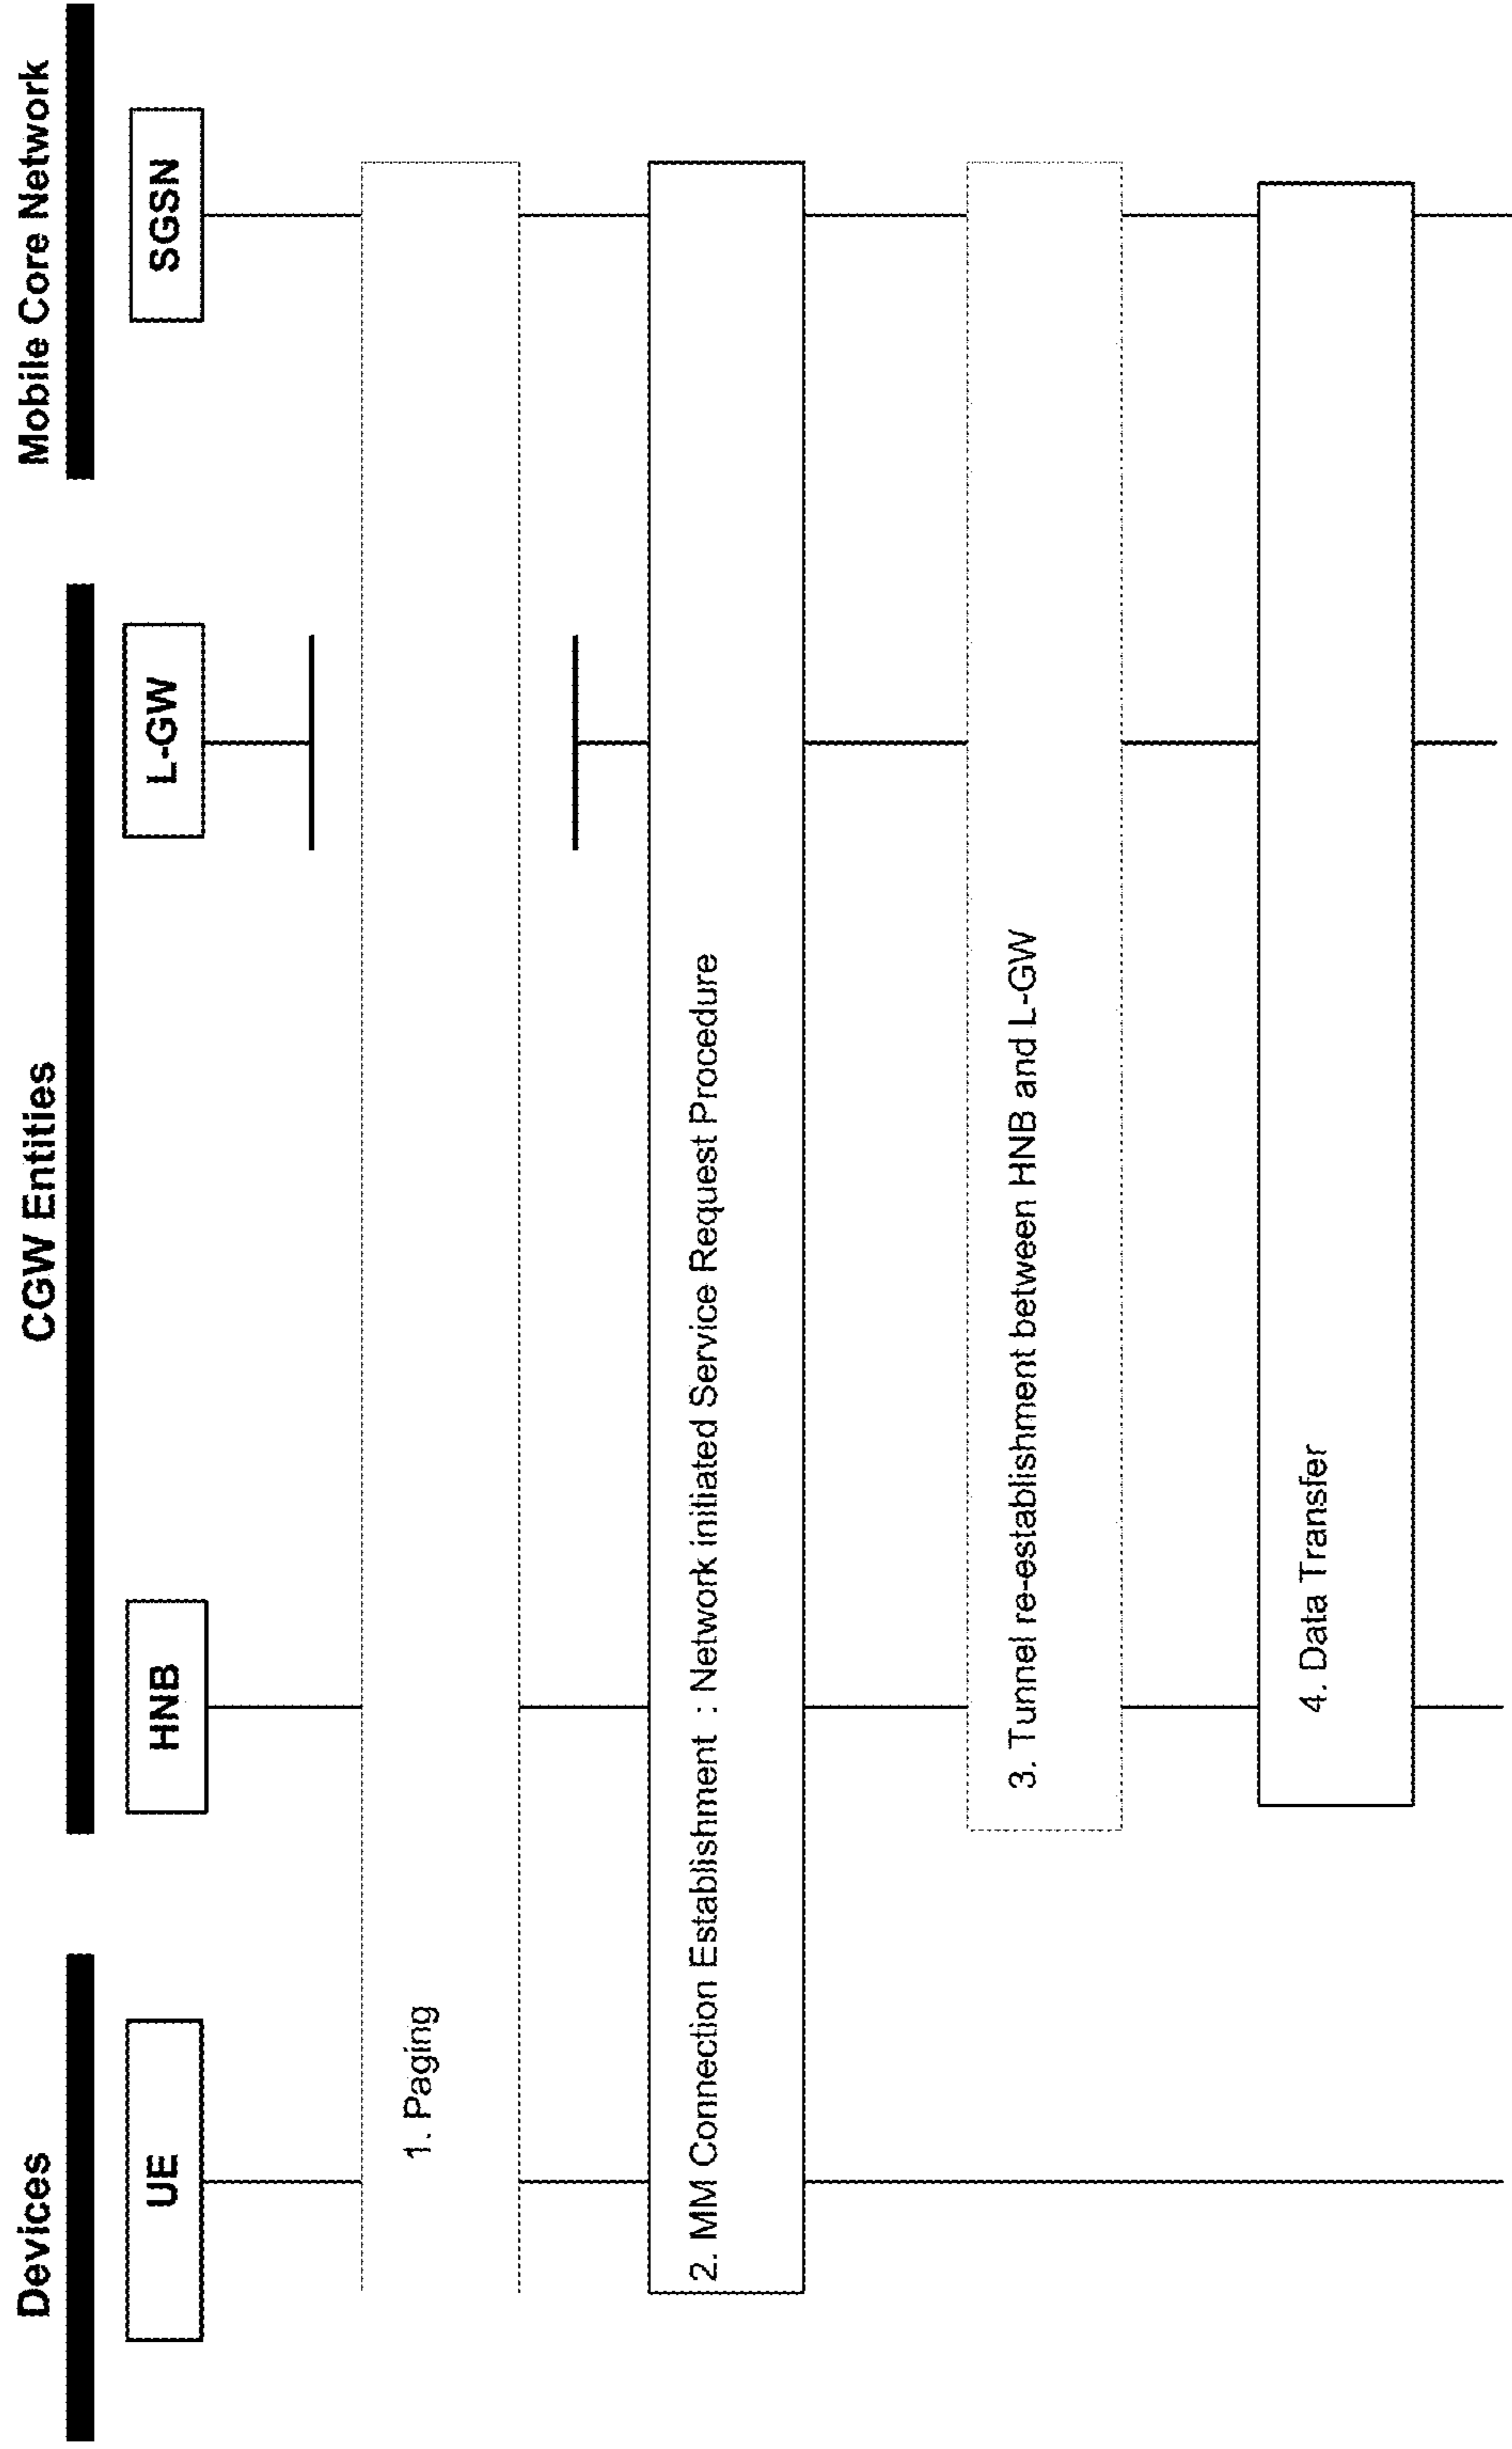 Devices
CGW Entities
Mobile Core Network
UE
HNB
L-GW
SGSN
1. Paging
2. MM Connection Establishment : Network initiated Service Request Procedure
3. Tunnel re-establishment between HNB and L-GW
4. Data Transfer